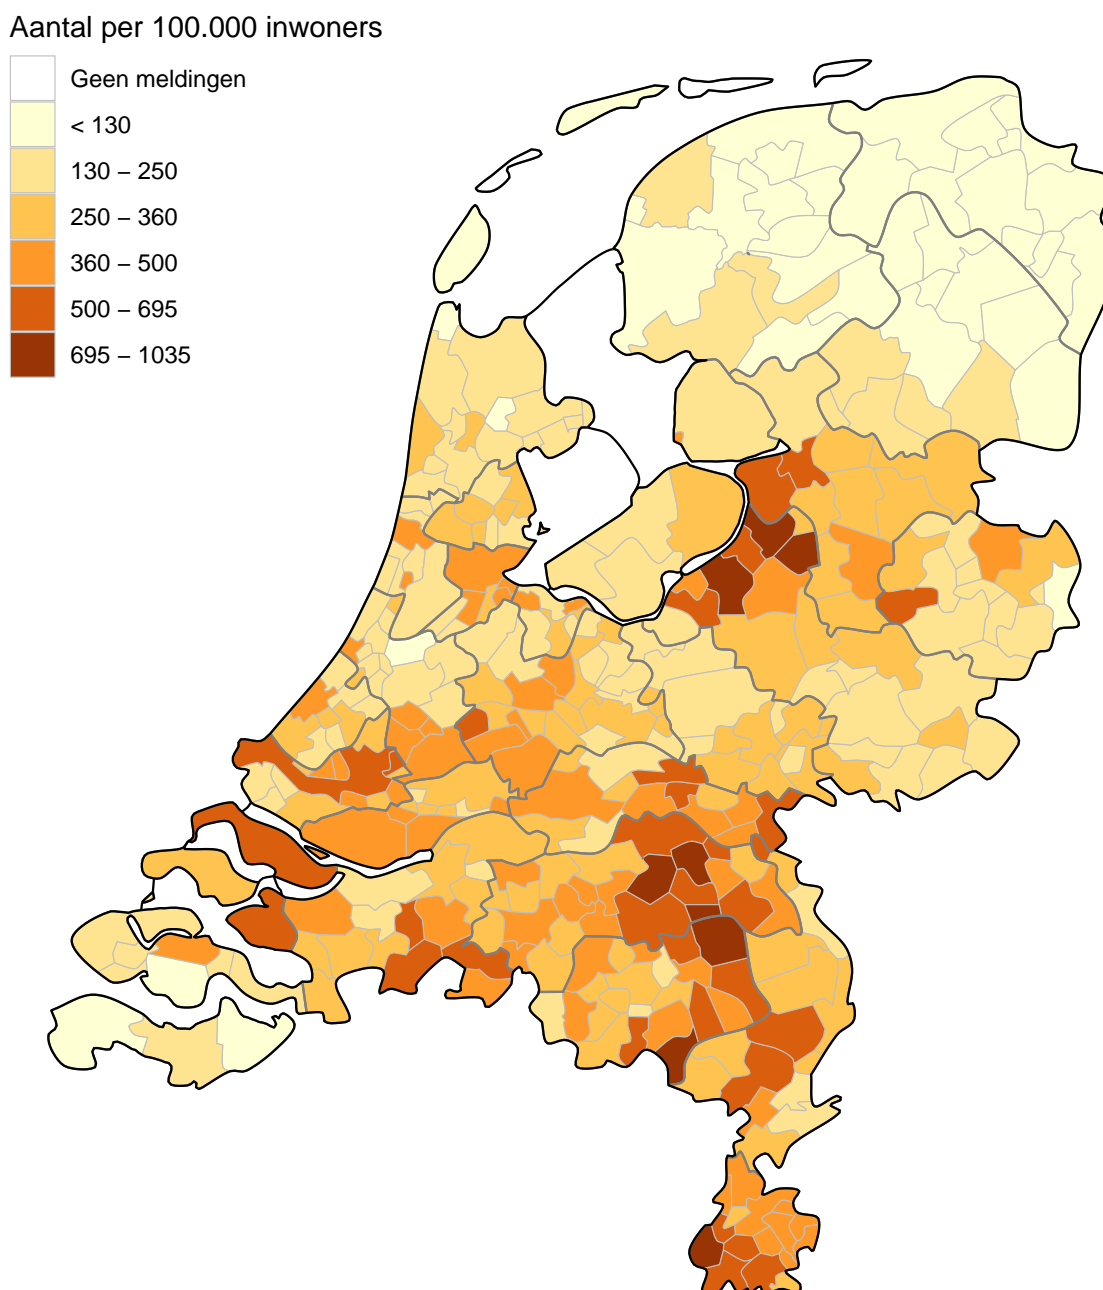 Aantal per 100.000 inwoners
Geen meldingen
< 130
130 – 250
250 – 360
360 – 500
500 – 695
695 – 1035